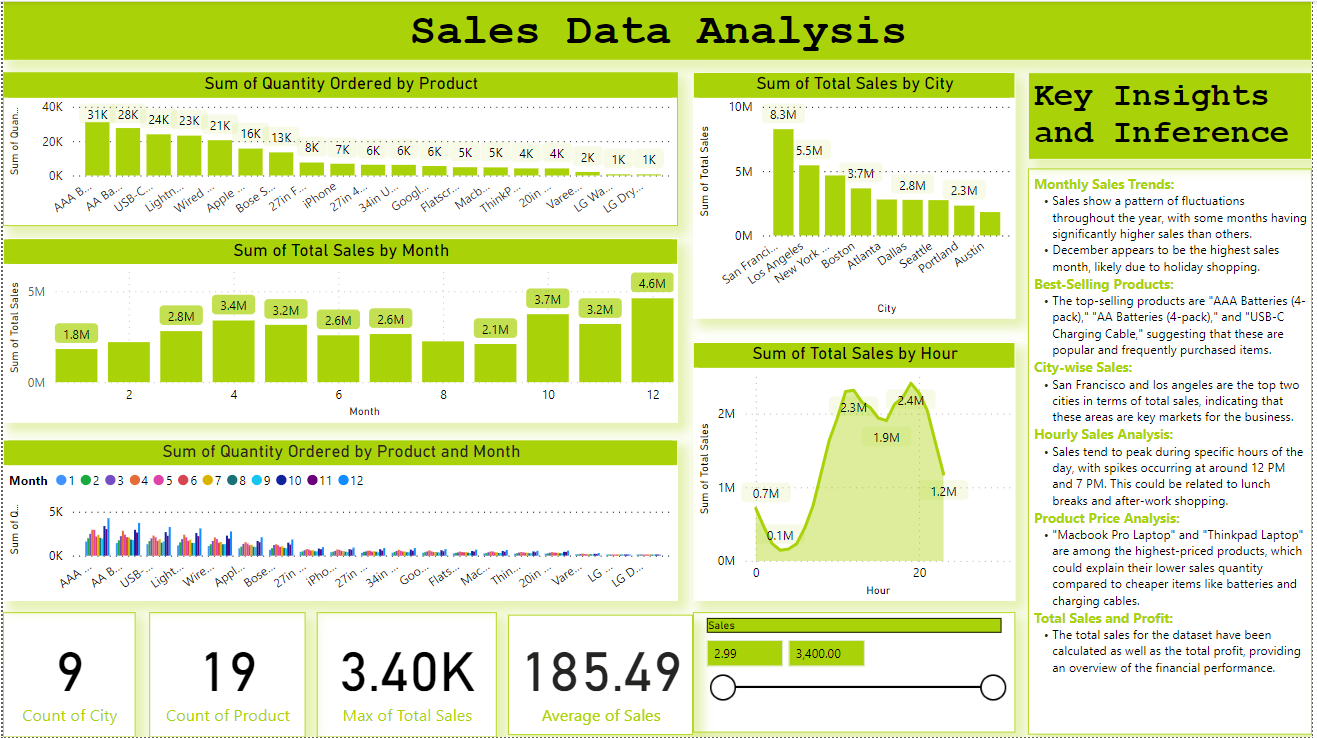 Sales Data Analysis
Sum of Quantity Ordered by Product
Sum of Quan...
40K
20K
0K
31K
28K
24K
23K
21K
16K
13K
8K
7K
6K
6K
6K
5K
5K
4K
4K
2K
1K
1K
AAA B...
AA Ba...
USB-C...
Lightn...
Wired ...
Apple ...
Bose S...
27in F...
iPhone
27in 4...
34in U...
Googl...
Flatscr...
Macb...
ThinkP...
20in ...
Varee...
LG Wa...
LG Dry...
Sum of Total Sales by Month
Sum of Total Sales
5M
0M
1.8M
2.8M
3.4M
3.2M
2.6M
2.6M
2.1M
3.7M
3.2M
4.6M
2
4
6
8
10
12
Month
Sum of Quantity Ordered by Product and Month
Month
1
2
3
4
5
6
7
8
9
10
11
12
Sum of Q...
5K
0K
AAA ...
AA B...
USB-...
Light...
Wire...
Appl...
Bose...
27in ...
iPho...
27in ...
34in ...
Goo...
Flats...
Mac...
Thin...
20in ...
Vare...
LG ...
LG D...
9
Count of City
19
Count of Product
3.40K
Max of Total Sales
185.49
Average of Sales
Sum of Total Sales by City
Sum of Total Sales
10M
5M
0M
8.3M
5.5M
3.7M
2.8M
2.3M
San Franci...
Los Angeles
New York ...
Boston
Atlanta
Dallas
Seattle
Portland
Austin
City
Sum of Total Sales by Hour
Sum of Total Sales
2M
1M
0M
0.7M
0.1M
2.3M
1.9M
2.4M
1.2M
0
20
Hour
Sales
2.99
3,400.00
Key Insights
and Inference
Monthly Sales Trends:
• Sales show a pattern of fluctuations
throughout the year, with some months having
significantly higher sales than others.
• December appears to be the highest sales
month, likely due to holiday shopping.
Best-Selling Products:
• The top-selling products are "AAA Batteries (4-
pack)," "AA Batteries (4-pack)," and "USB-C
Charging Cable," suggesting that these are
popular and frequently purchased items.
City-wise Sales:
• San Francisco and los angeles are the top two
cities in terms of total sales, indicating that
these areas are key markets for the business.
Hourly Sales Analysis:
• Sales tend to peak during specific hours of the
day, with spikes occurring at around 12 PM
and 7 PM. This could be related to lunch
breaks and after-work shopping.
Product Price Analysis:
• "Macbook Pro Laptop" and "Thinkpad Laptop"
are among the highest-priced products, which
could explain their lower sales quantity
compared to cheaper items like batteries and
charging cables.
Total Sales and Profit:
• The total sales for the dataset have been
calculated as well as the total profit, providing
an overview of the financial performance.